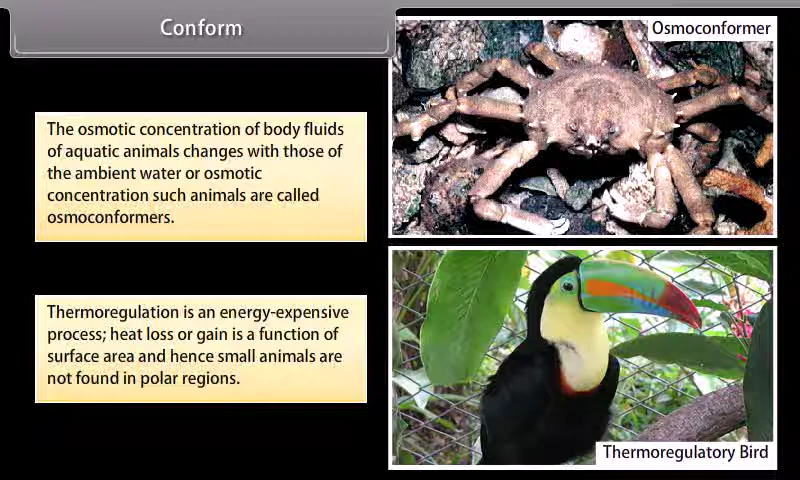 Conform
Osmoconformer
The osmotic concentration of body fluids
of aquatic animals changes with those of
the ambient water or osmotic
concentration such animals are called
osmoconformers.
Thermoregulation is an energy-expensive
process; heat loss or gain is a function of
surface area and hence small animals are
not found in polar regions.
Thermoregulatory Bird